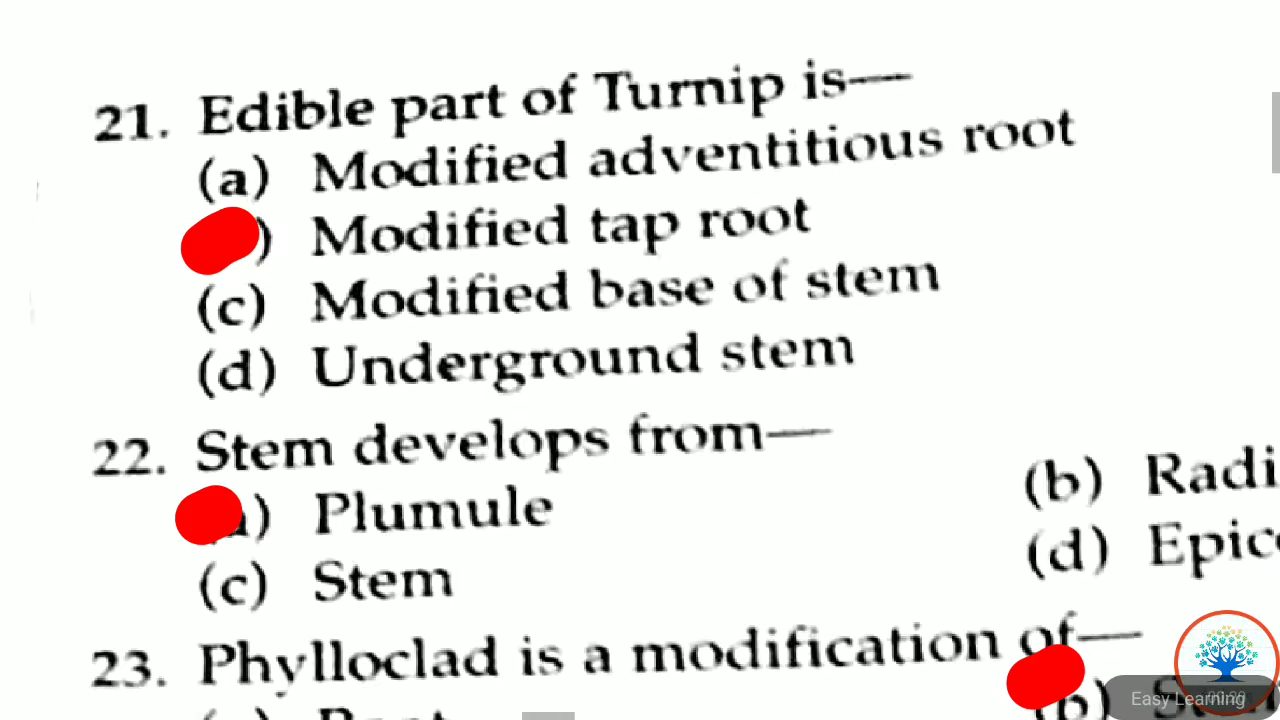 21. Edible part of Turnip is—
(a) Modified adventitious root
) Modified tap root
(c) Modified base of stem
(d) Underground stem
22. Stem develops from—
) Plumule
(b) Radi
(c) Stem
(d) Epic
23. Phylloclad is a modification of—
Easy Learning